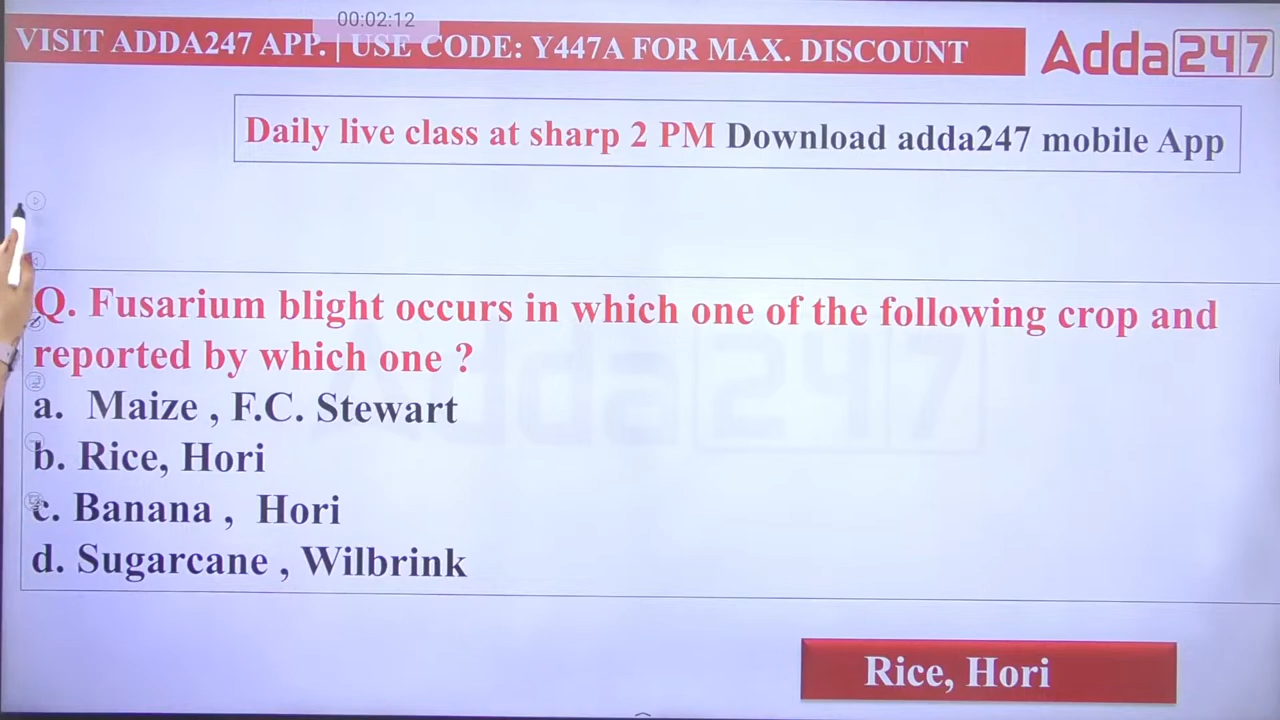 00:02:12
VISIT ADDA247 APP. | USE CODE: Y447A FOR MAX. DISCOUNT
Adda247
Daily live class at sharp 2 PM Download adda247 mobile App
Q. Fusarium blight occurs in which one of the following crop and
reported by which one ?
a. Maize , F.C. Stewart
b. Rice, Hori
c. Banana , Hori
d. Sugarcane , Wilbrink
Adda247
Rice, Hori